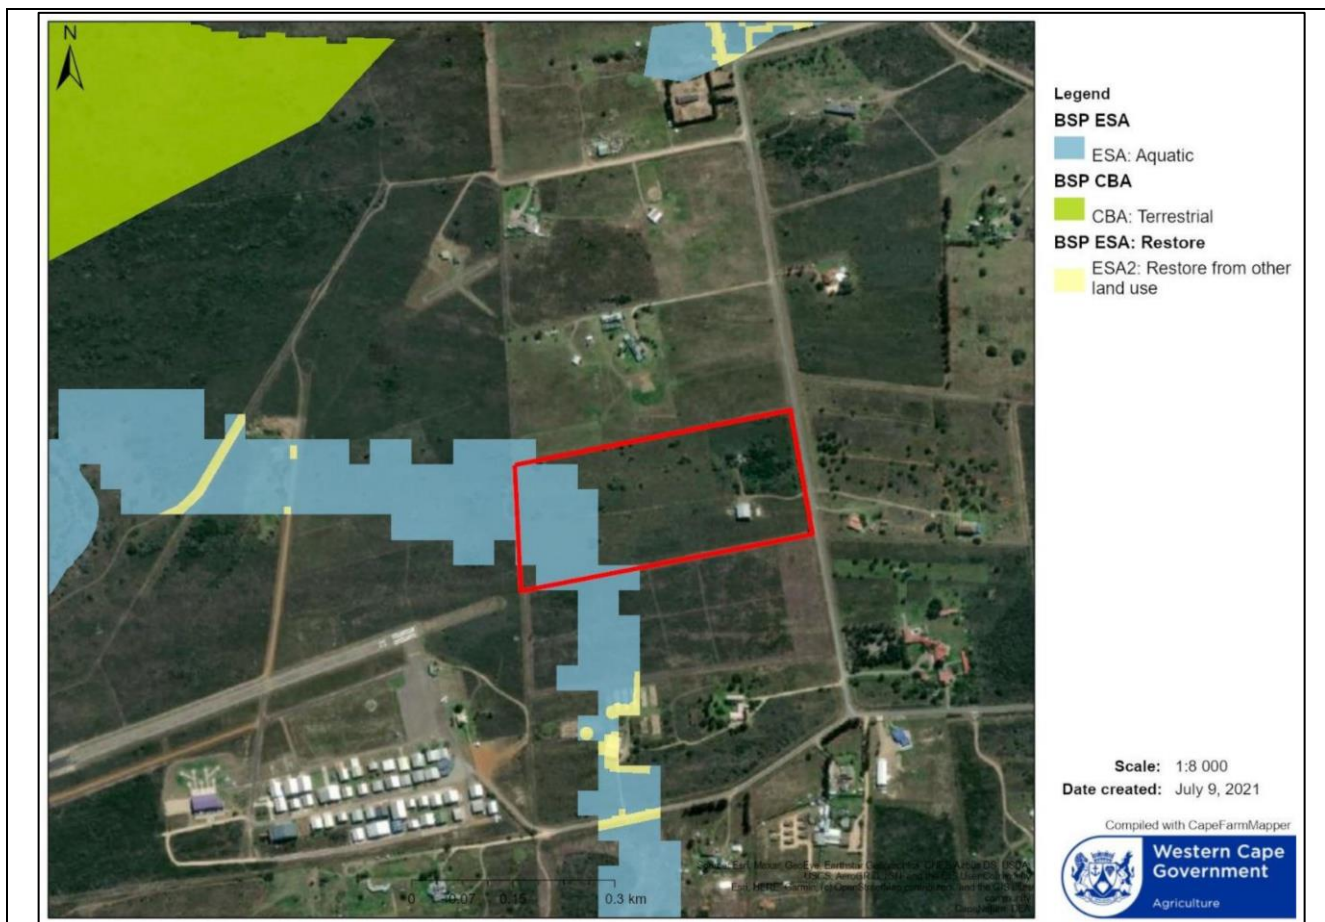 N
Legend
BSP ESA
ESA: Aquatic
BSP CBA
CBA: Terrestrial
BSP ESA: Restore
ESA2: Restore from other
land use
Scale: 1:8 000
Date created: July 9, 2021
Compiled with CapeFarmMapper
Western Cape
Government
Agriculture
0 0.07 0.15 0.3 km